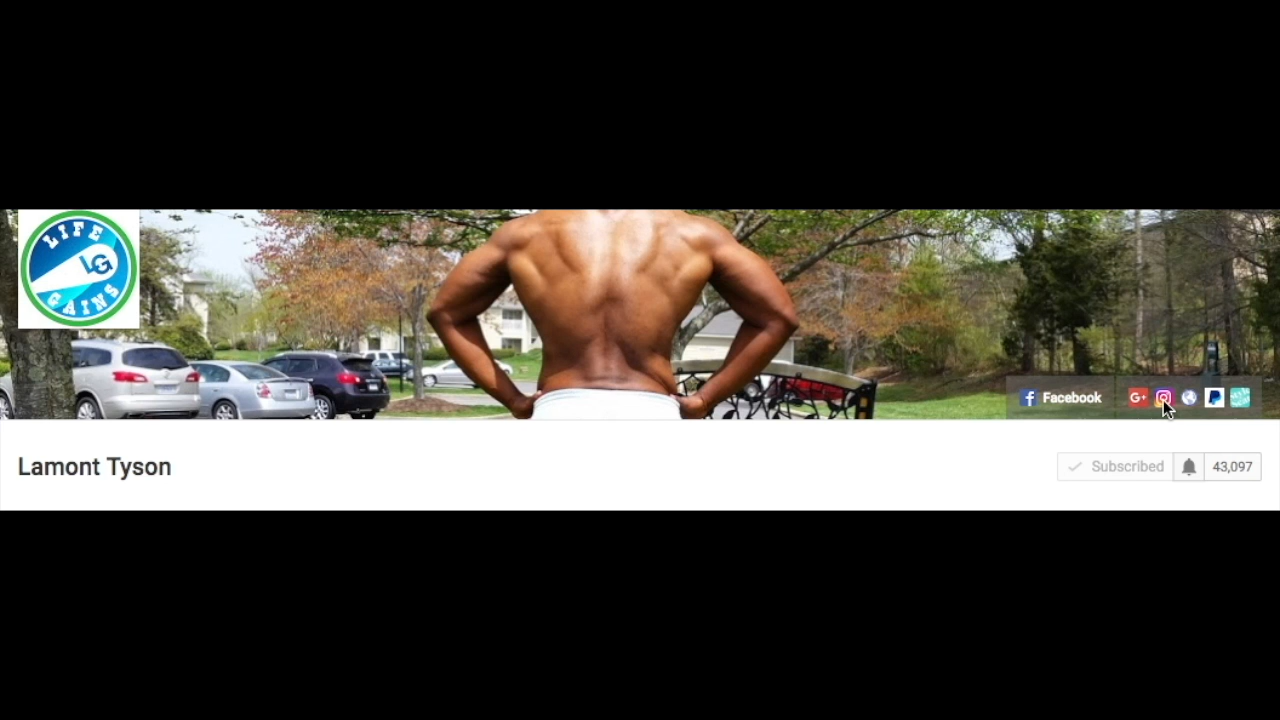 LIFE
LG
GAINS
Facebook
G+
Lamont Tyson
Subscribed
43,097